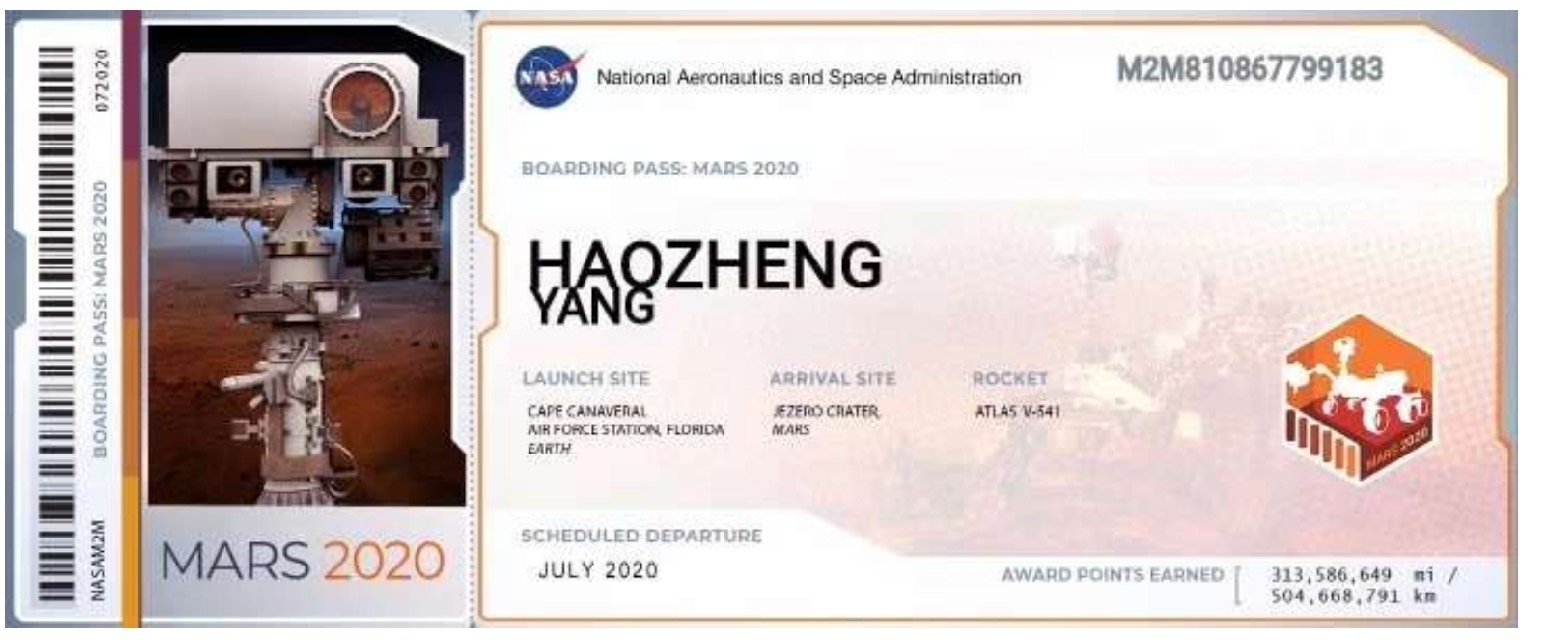 072020
BOARDING PASS: MARS 2020
NASAM2M
MARS 2020
NASA
National Aeronautics and Space Administration
M2M810867799183
BOARDING PASS: MARS 2020
HAOZHENG
YANG
LAUNCH SITE
CAPE CANAVERAL
AIR FORCE STATION, FLORIDA
EARTH
ARRIVAL SITE
JEZERO CRATER,
MARS
ROCKET
ATLAS V-541
MARS 2020
SCHEDULED DEPARTURE
JULY 2020
AWARD POINTS EARNED
313,586,649 mi /
504,668,791 km